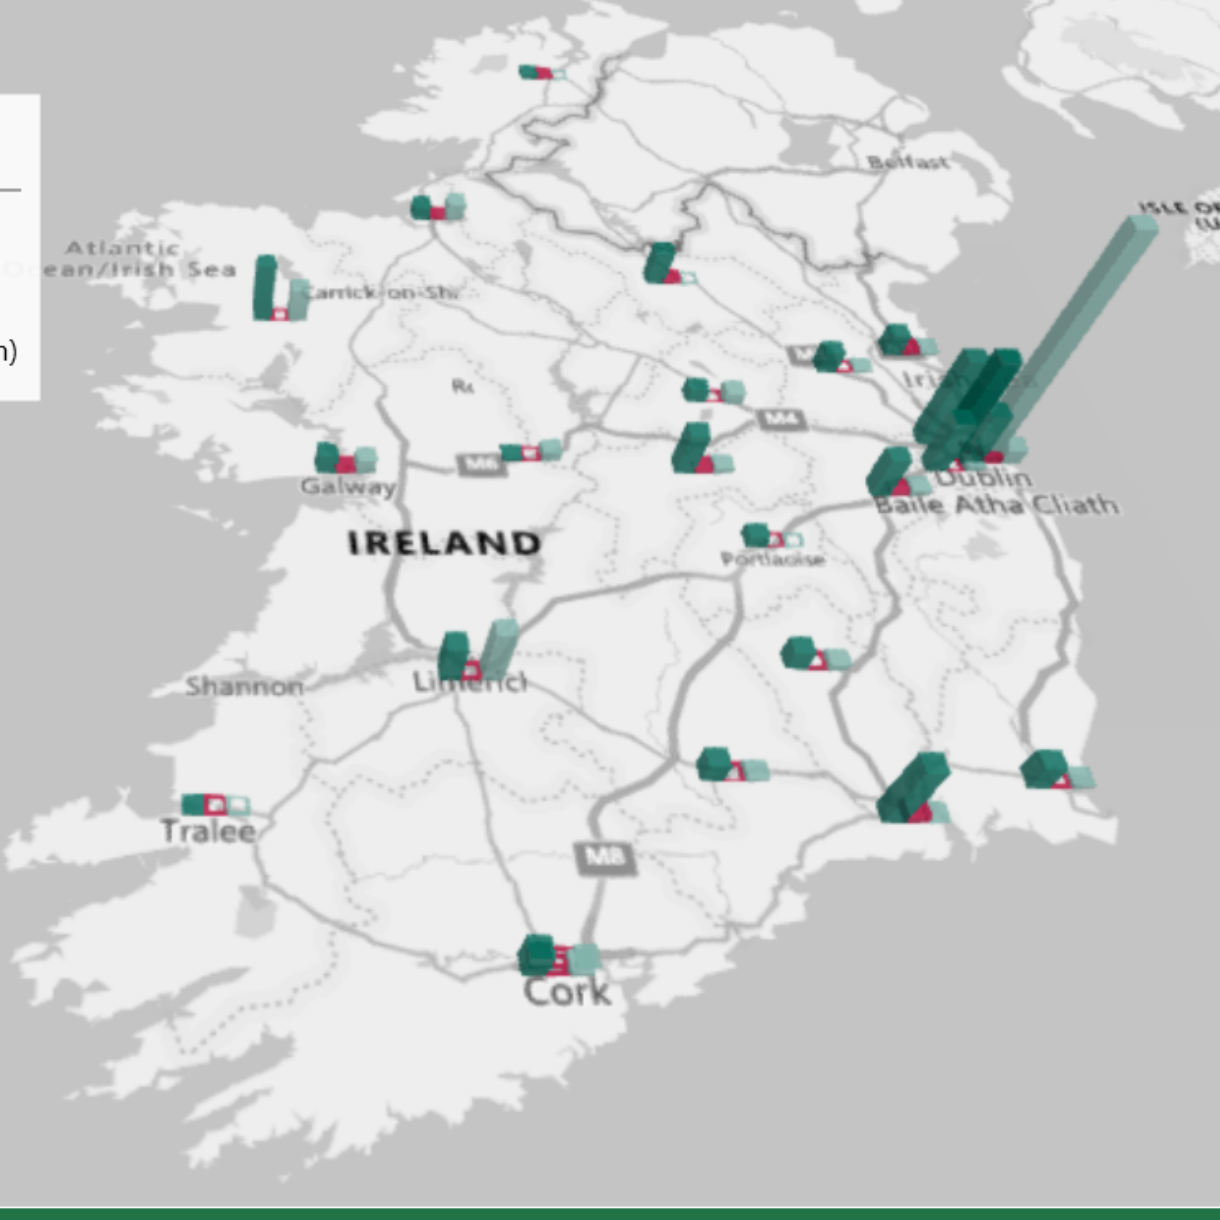 Belfast
ISLE OF
(U
Atlantic
Ocean/Irish Sea
Carrick-on-Sh
n)
M4
M6
Galway
Dublin
Baile Atha Cliath
IRELAND
Portlaoise
Shannon
Limerick
Tralee
M8
Cork